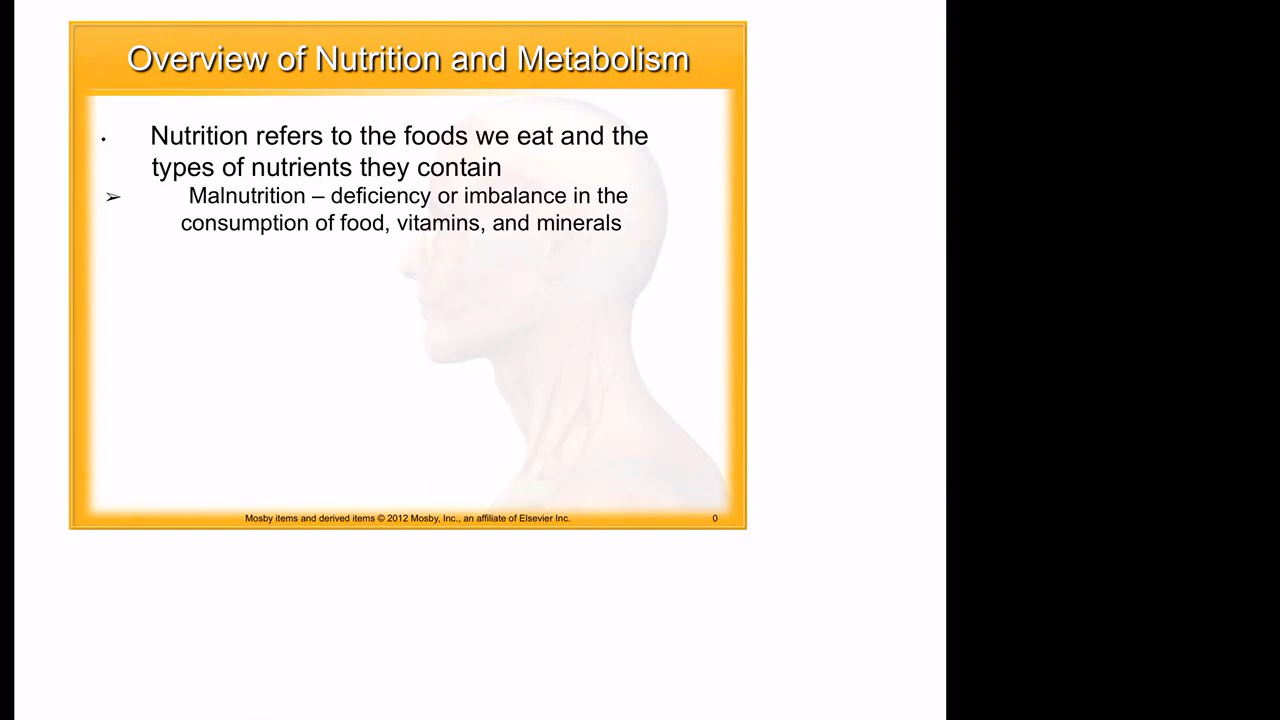 Overview of Nutrition and Metabolism
• Nutrition refers to the foods we eat and the
types of nutrients they contain
➢ Malnutrition – deficiency or imbalance in the
consumption of food, vitamins, and minerals
Mosby items and derived items © 2012 Mosby, Inc., an affiliate of Elsevier Inc. 0